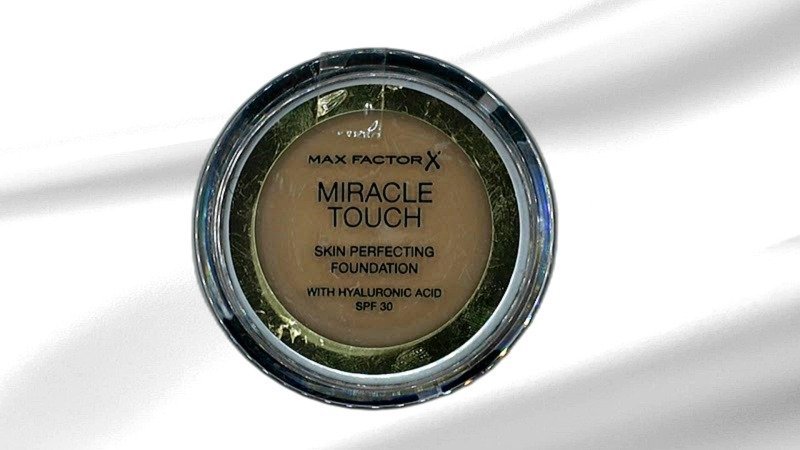 MAX FACTOR X
MIRACLE
TOUCH
SKIN PERFECTING
FOUNDATION
WITH HYALURONIC ACID
SPF 30